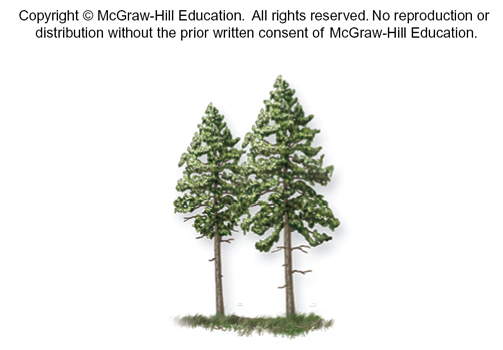 Copyright © McGraw-Hill Education.  All rights reserved. No reproduction or
distribution without the prior written consent of McGraw-Hill Education.